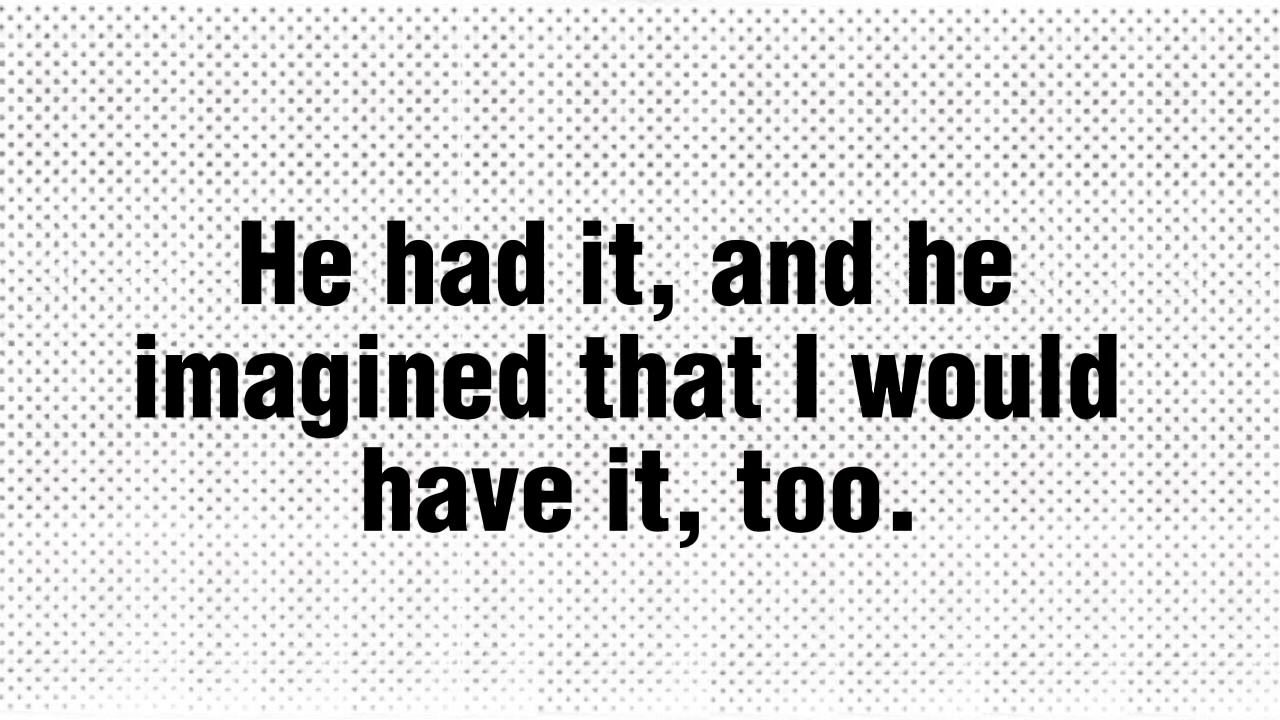 He had it, and he
imagined that I would
have it, too.